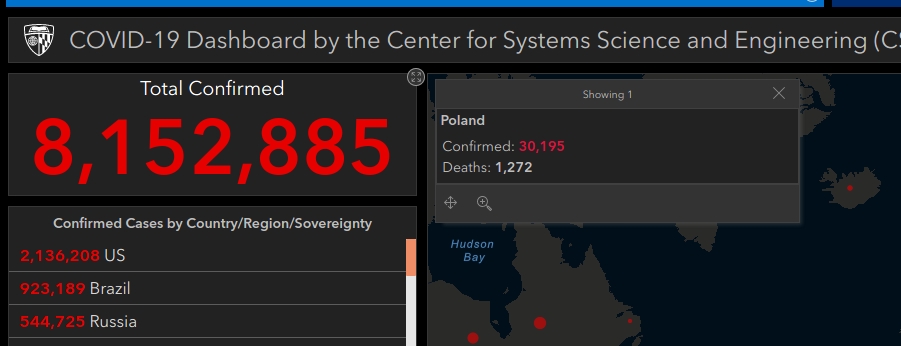 COVID-19 Dashboard by the Center for Systems Science and Engineering (CS
Total Confirmed
8,152,885
Confirmed Cases by Country/Region/Sovereignty
2,136,208 US
923,189 Brazil
544,725 Russia
Showing 1
Poland
Confirmed: 30,195
Deaths: 1,272
Hudson
Bay